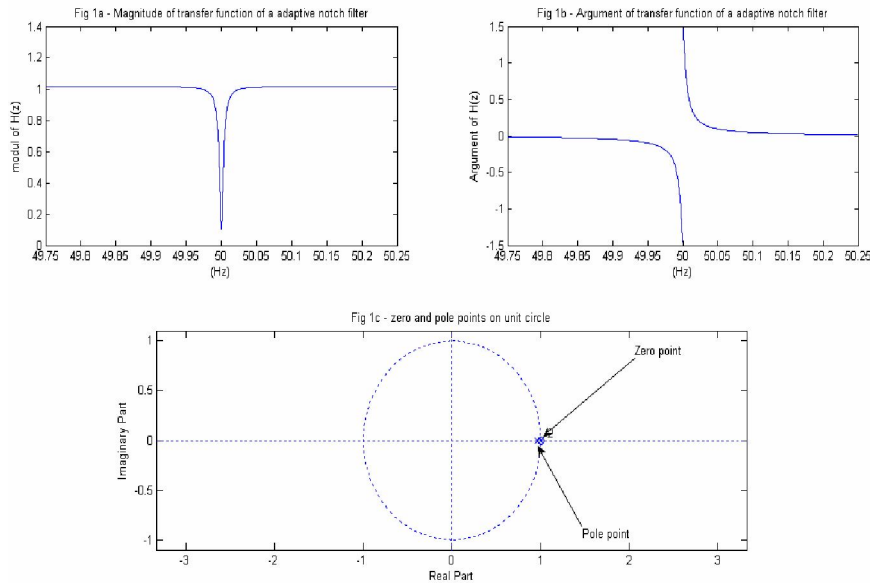 Fig 1a - Magnitude of transfer function of a adaptive notch filter
1.4
1.2
1
0.8
0.6
0.4
0.2
0
modul of H(z)
49.75 49.8 49.85 49.9 49.95 50 50.05 50.1 50.15 50.2 50.25
(Hz)
Fig 1b - Argument of transfer function of a adaptive notch filter
1.5
1
0.5
0
-0.5
-1
-1.5
Argument of H(z)
49.75 49.8 49.85 49.9 49.95 50 50.05 50.1 50.15 50.2 50.25
(Hz)
Fig 1c - zero and pole points on unit circle
1
0.5
0
-0.5
-1
Imaginary Part
Zero point
Pole point
-3 -2 -1 0 1 2 3
Real Part